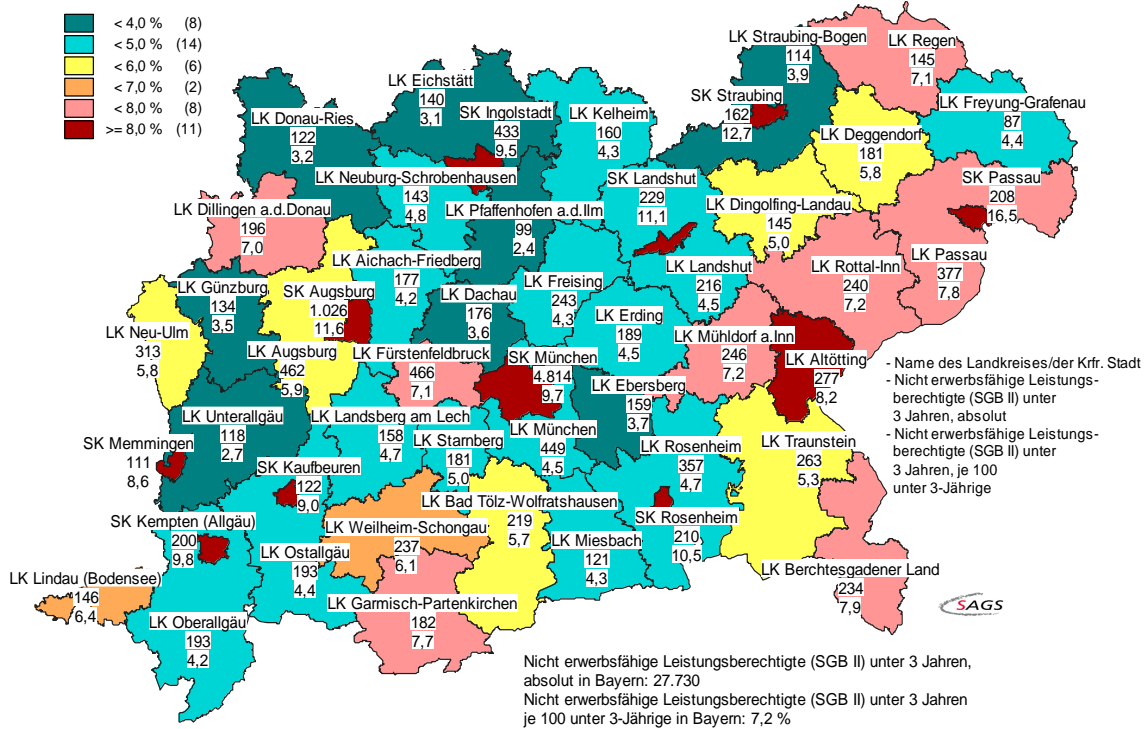 < 4,0 % (8)
< 5,0 % (14)
< 6,0 % (6)
< 7,0 % (2)
< 8,0 % (8)
>= 8,0 % (11)
LK Straubing-Bogen
114
3,9
LK Regen
145
7,1
LK Eichstätt
140
3,1
SK Ingolstadt
433
9,5
LK Kelheim
160
4,3
SK Straubing
162
12,7
LK Freyung-Grafenau
87
4,4
LK Donau-Ries
122
3,2
LK Deggendorf
181
5,8
LK Neuburg-Schrobenhausen
143
4,8
SK Landshut
229
11,1
SK Passau
208
16,5
LK Dillingen a.d.Donau
196
7,0
LK Pfaffenhofen a.d.Ilm
99
2,4
LK Dingolfing-Landau
145
5,0
LK Aichach-Friedberg
177
4,2
LK Freising
243
4,3
LK Landshut
216
4,5
LK Rottal-Inn
240
7,2
LK Passau
377
7,8
LK Günzburg
134
3,5
SK Augsburg
1.026
11,6
LK Dachau
176
3,6
LK Erding
189
4,5
LK Neu-Ulm
313
5,8
LK Mühldorf a.Inn
246
7,2
LK Augsburg
462
5,9
LK Fürstenfeldbruck
466
7,1
SK München
4.814
9,7
LK Altötting
277
8,2
LK Ebersberg
159
3,7
LK Unterallgäu
118
2,7
LK Landsberg am Lech
158
4,7
LK Starnberg
181
5,0
LK München
449
4,5
LK Rosenheim
357
4,7
LK Traunstein
263
5,3
SK Memmingen
111
8,6
SK Kaufbeuren
122
9,0
LK Bad Tölz-Wolfratshausen
219
5,7
SK Kempten (Allgäu)
200
9,8
LK Weilheim-Schongau
237
6,1
SK Rosenheim
210
10,5
LK Ostallgäu
193
4,4
LK Miesbach
121
4,3
LK Lindau (Bodensee)
146
6,4
LK Berchtesgadener Land
234
7,9
LK Garmisch-Partenkirchen
182
7,7
LK Oberallgäu
193
4,2
- Name des Landkreises/der Krfr. Stadt
- Nicht erwerbsfähige Leistungs-
berechtigte (SGB II) unter
3 Jahren, absolut
- Nicht erwerbsfähige Leistungs-
berechtigte (SGB II) unter
3 Jahren, je 100
unter 3-Jährige
SAGS
Nicht erwerbsfähige Leistungsberechtigte (SGB II) unter 3 Jahren,
absolut in Bayern: 27.730
Nicht erwerbsfähige Leistungsberechtigte (SGB II) unter 3 Jahren
je 100 unter 3-Jährige in Bayern: 7,2 %